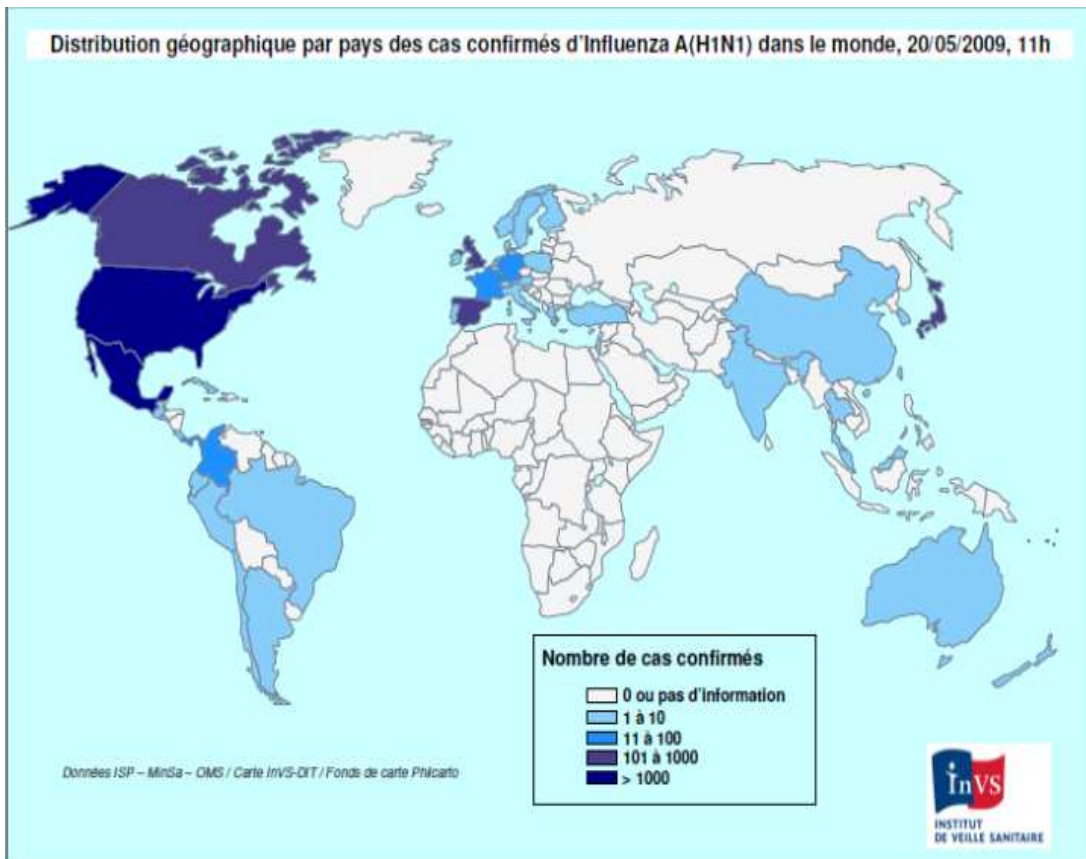 Distribution géographique par pays des cas confirmés d'Influenza A(H1N1) dans le monde, 20/05/2009, 11h
Nombre de cas confirmés
0 ou pas d'information
1 à 10
11 à 100
101 à 1000
> 1000
Données ISP – MinSa – OMS / Carte InVS-DIT / Fonds de carte Philcarto
InVS
INSTITUT
DE VEILLE SANITAIRE